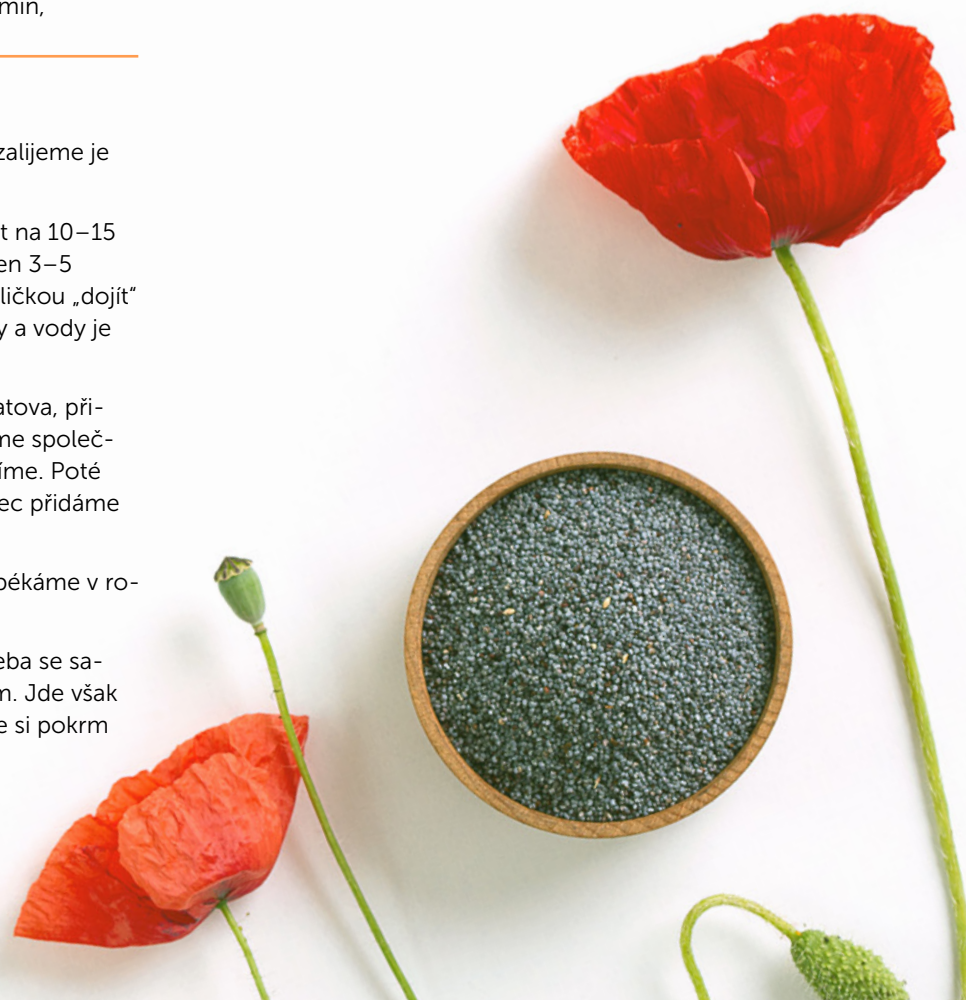 min,
zalijeme je
t na 10–15
en 3–5
ličkou „dojít“
y a vody je
atova, při-
me společ-
íme. Poté
ec přidáme
pékáme v ro-
eba se sa-
m. Jde však
e si pokrm